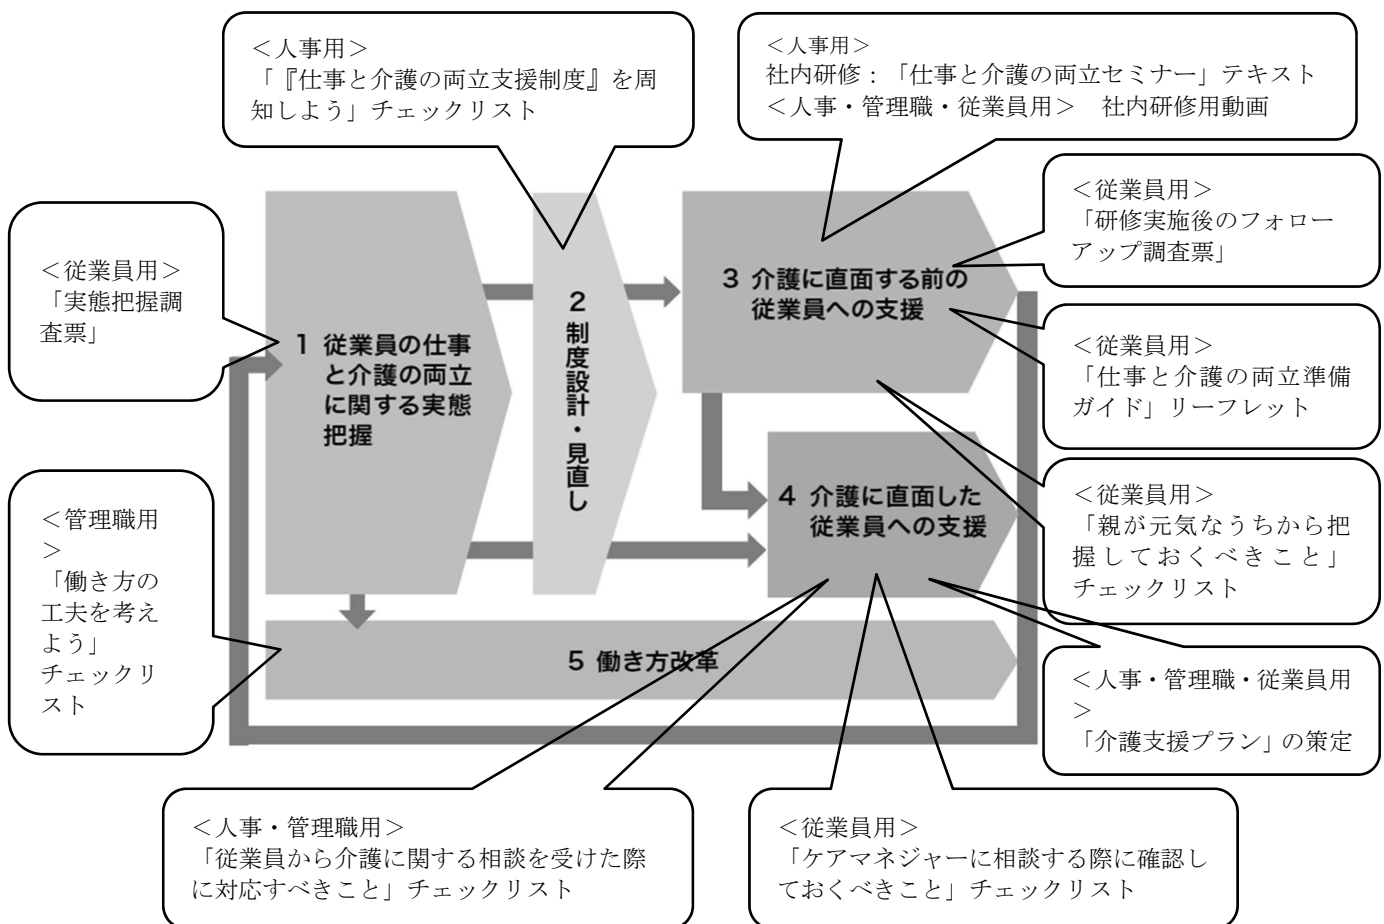 ＜人事用＞
「『仕事と介護の両立支援制度』を周
知しよう」チェックリスト
＜人事用＞
社内研修：「仕事と介護の両立セミナー」テキスト
＜人事・管理職・従業員用＞　社内研修用動画
＜従業員用＞
「実態把握調
査票」
＜従業員用＞
「研修実施後のフォロー
アップ調査票」
1 従業員の仕事
と介護の両立
に関する実態
把握
2 制度設計・見直し
3 介護に直面する前の
従業員への支援
＜従業員用＞
「仕事と介護の両立準備
ガイド」リーフレット
＜管理職用
＞
「働き方の
工夫を考え
よう」
チェックリ
スト
4 介護に直面した
従業員への支援
＜従業員用＞
「親が元気なうちから把
握しておくべきこと」
チェックリスト
5 働き方改革
＜人事・管理職・従業員用
＞
「介護支援プラン」の策定
＜人事・管理職用＞
「従業員から介護に関する相談を受けた際
に対応すべきこと」チェックリスト
＜従業員用＞
「ケアマネジャーに相談する際に確認し
ておくべきこと」チェックリスト